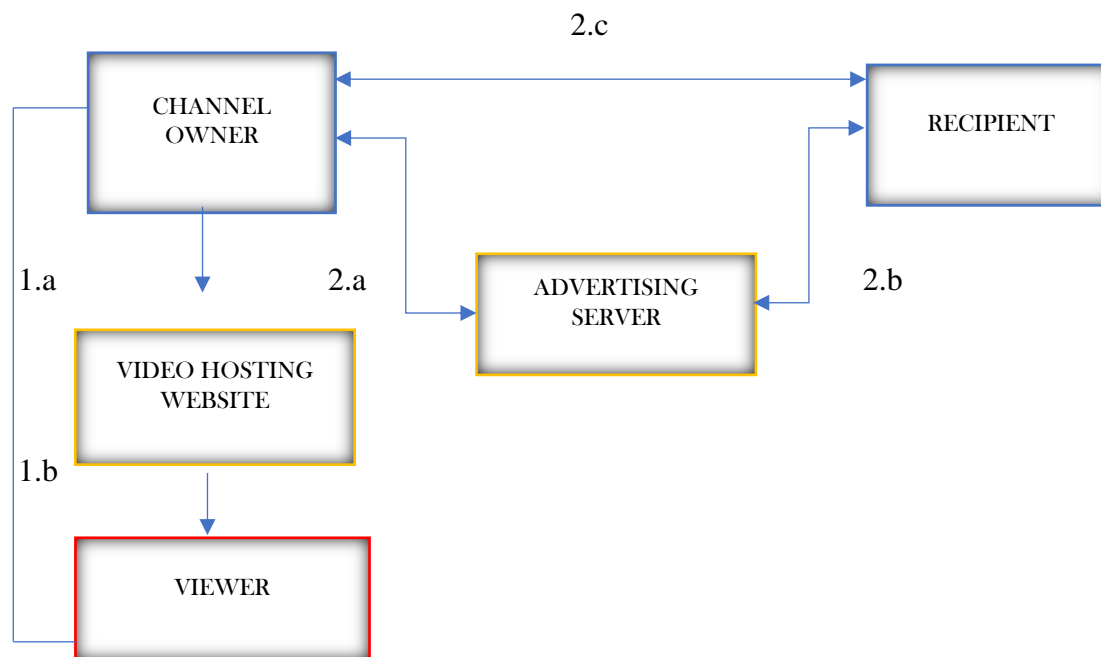 2.c
CHANNEL
OWNER
RECIPIENT
1.a
2.a
ADVERTISING
SERVER
2.b
VIDEO HOSTING
WEBSITE
1.b
VIEWER